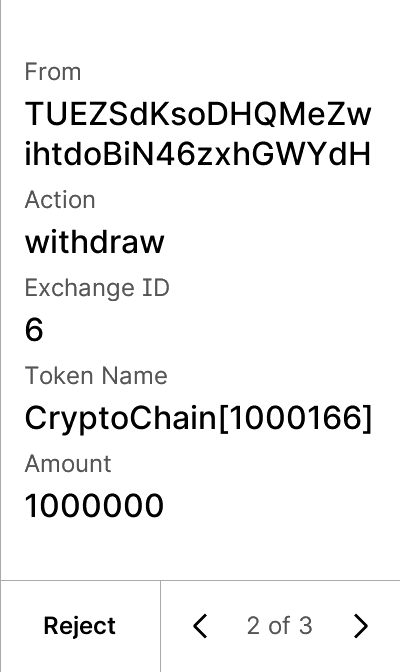 From
TUEZSdKsoDHQMeZw
ihtdoBiN46zxhGWYdH
Action
withdraw
Exchange ID
6
Token Name
CryptoChain[1000166]
Amount
1000000
Reject
2 of 3